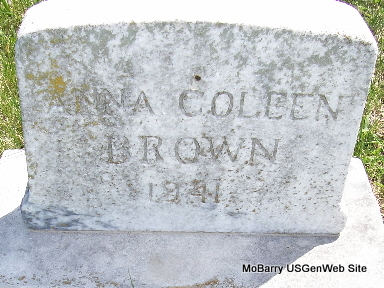 ANNA COLEEN
BROWN
1941
MoBarry USGenWeb Site